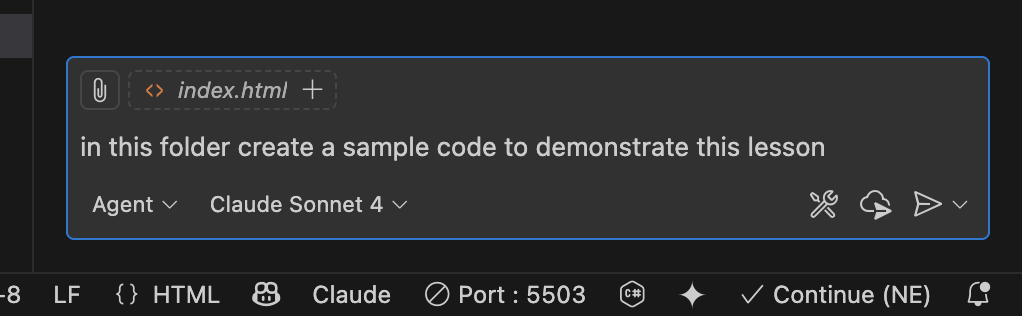 <> index.html +
in this folder create a sample code to demonstrate this lesson
Agent Claude Sonnet 4
-8 LF {} HTML Claude Port : 5503 C# Continue (NE)